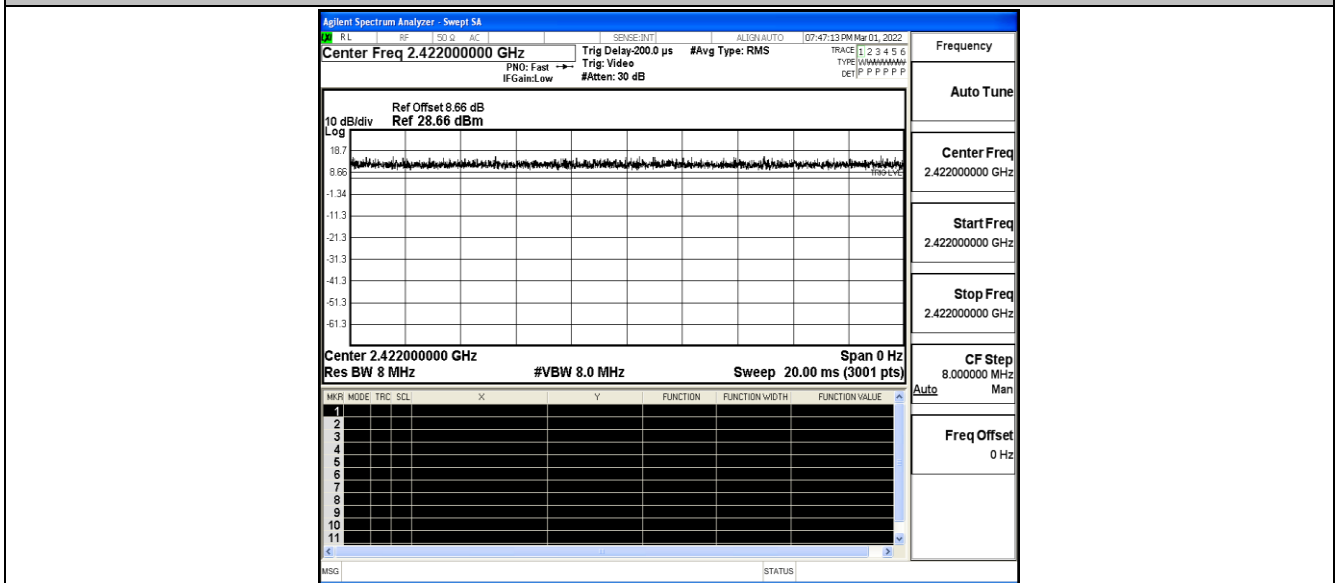 Agilent Spectrum Analyzer - Swept SA
LXI RL RF 50 Ω AC SENSE:INT ALIGNAUTO 07:47:13 PM Mar 01, 2022
Center Freq 2.422000000 GHz
PNO: Fast
IFGain:Low
Trig Delay-200.0 µs
Trig: Video
#Atten: 30 dB
#Avg Type: RMS
TRACE 1 2 3 4 5 6
TYPE
DET P P P P P P
Ref Offset 8.66 dB
10 dB/div Ref 28.66 dBm
Log
18.7
8.66
-1.34
-11.3
-21.3
-31.3
-41.3
-51.3
-61.3
TRIG LVL
Center 2.422000000 GHz Span 0 Hz
Res BW 8 MHz #VBW 8.0 MHz Sweep 20.00 ms (3001 pts)
MKR MODE TRC SCL X Y FUNCTION FUNCTION WIDTH FUNCTION VALUE
1
2
3
4
5
6
7
8
9
10
11
MSG STATUS
Frequency
Auto Tune
Center Freq
2.422000000 GHz
Start Freq
2.422000000 GHz
Stop Freq
2.422000000 GHz
CF Step
8.000000 MHz
Auto Man
Freq Offset
0 Hz